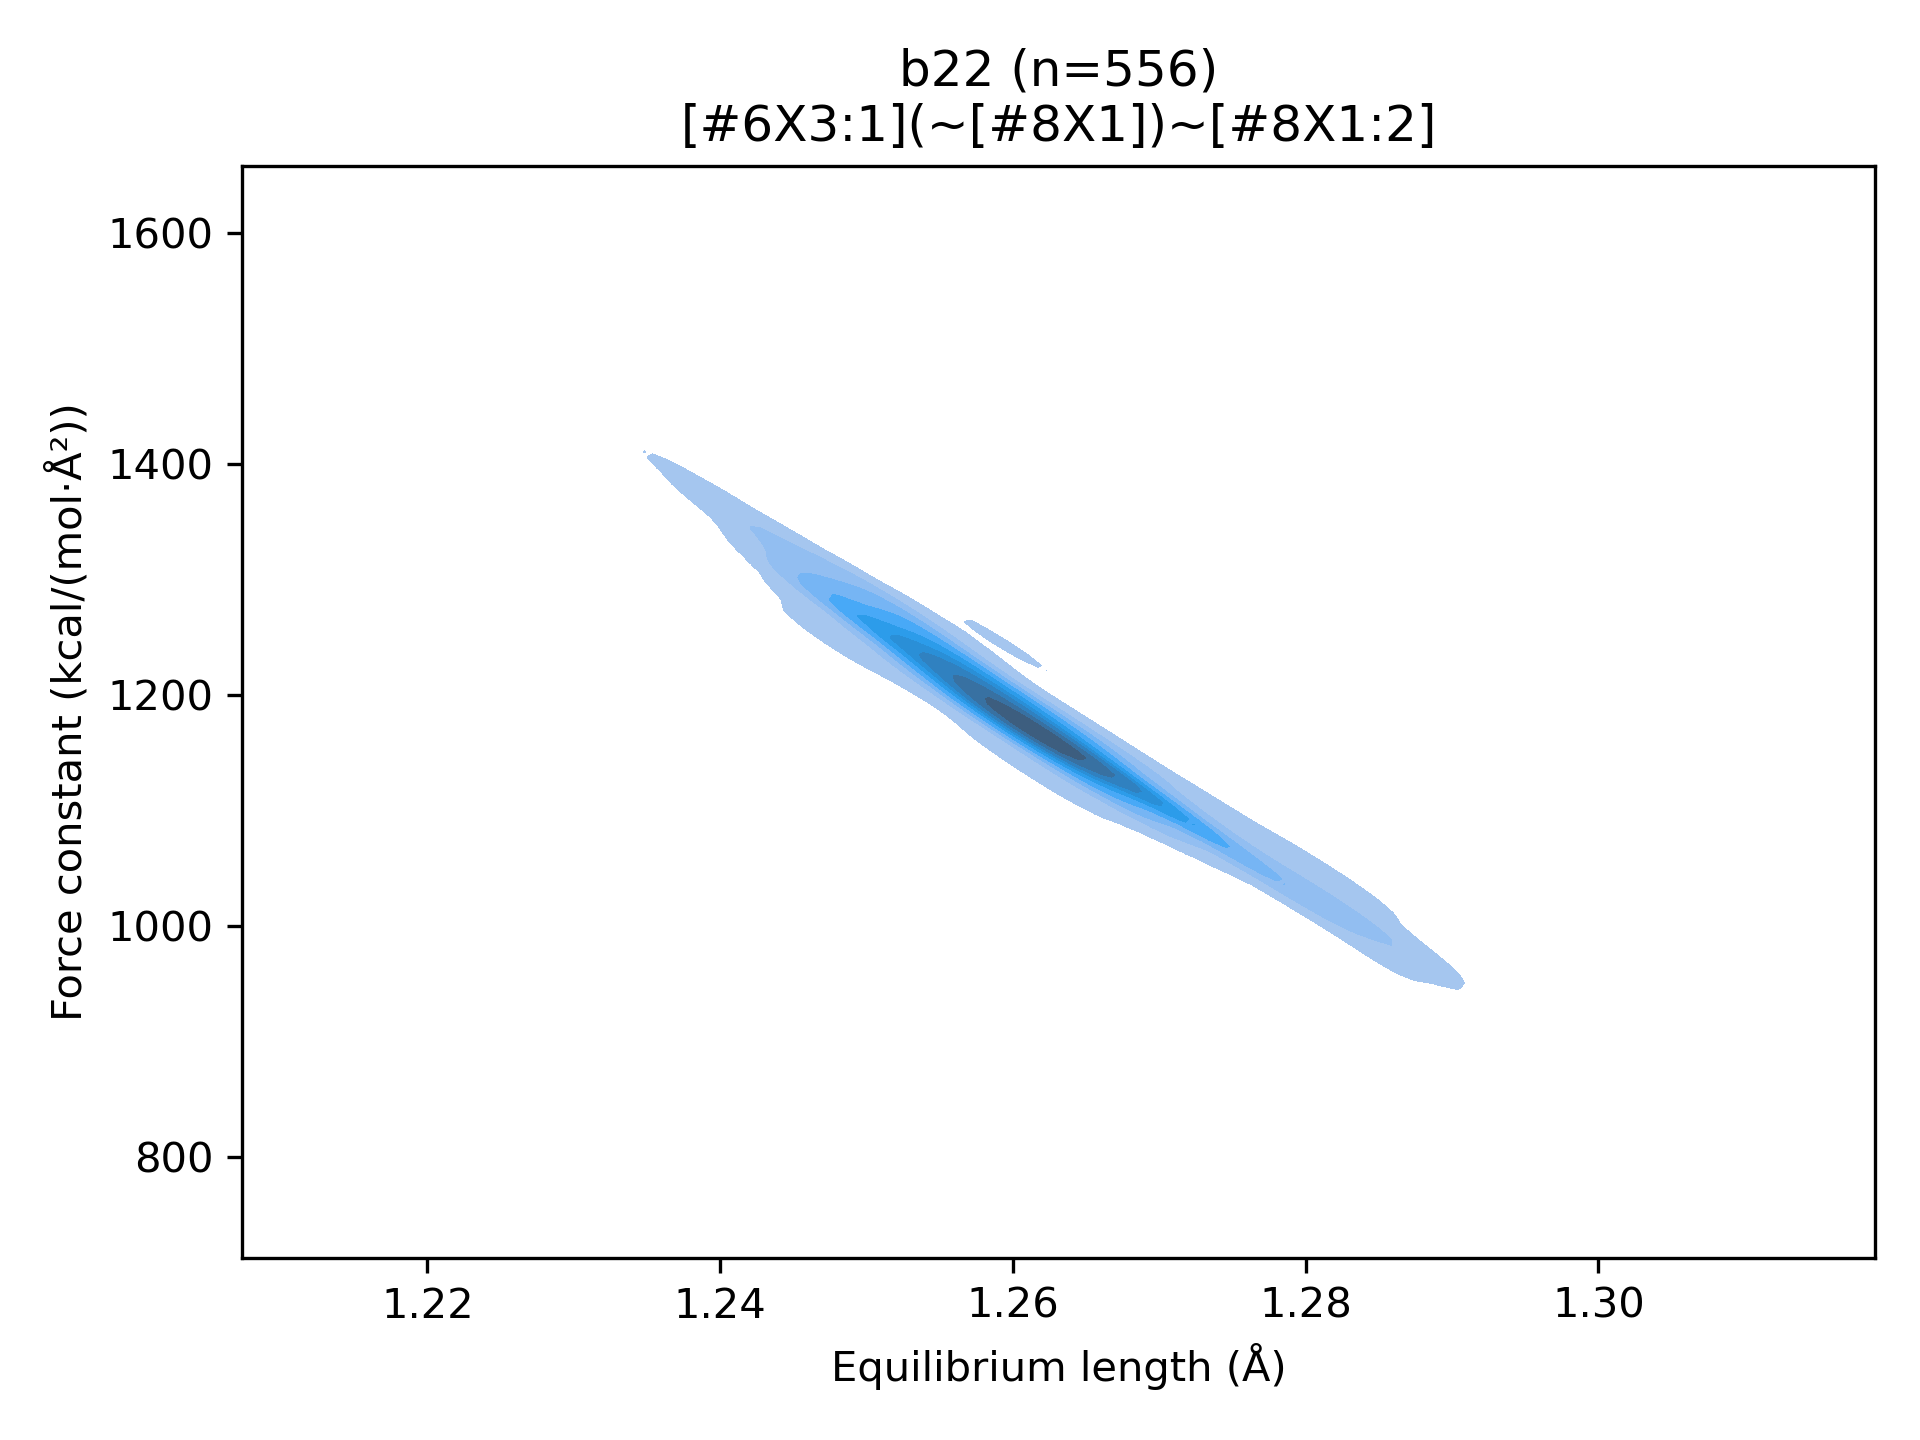 b22 (n=556)
[#6X3:1](~[#8X1])~[#8X1:2]
1600
1400
1200
1000
800
Force constant (kcal/(mol·Å²))
1.22
1.24
1.26
1.28
1.30
Equilibrium length (Å)